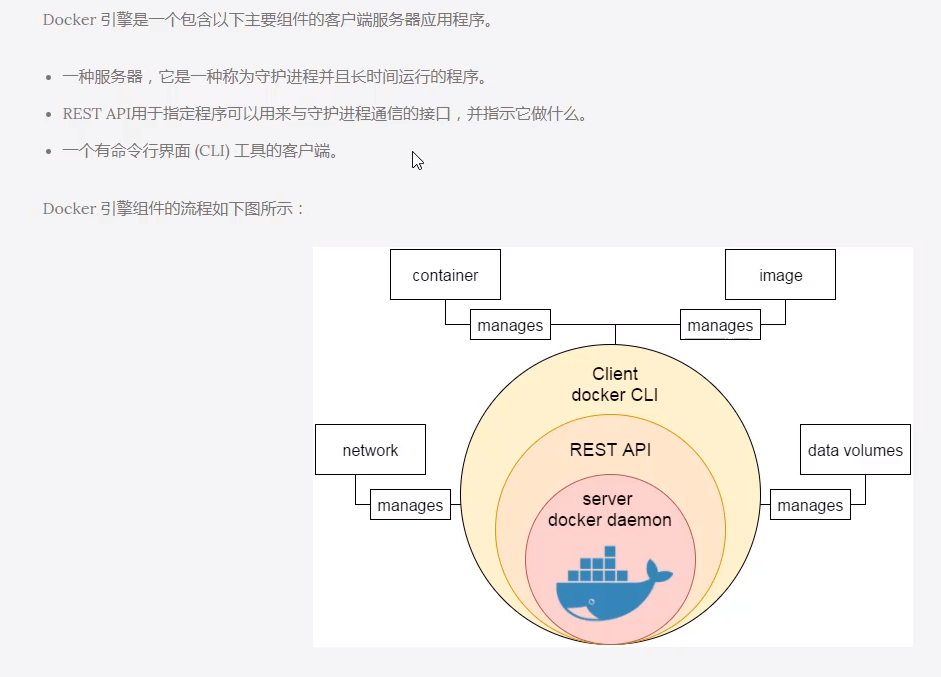 Docker 引擎是一个包含以下主要组件的客户端服务器应用程序。
一种服务器，它是一种称为守护进程并且长时间运行的程序。
REST API用于指定程序可以用来与守护进程通信的接口，并指示它做什么。
一个有命令行界面 (CLI) 工具的客户端。
Docker 引擎组件的流程如下图所示：
container
image
manages
manages
Client
docker CLI
network
REST API
data volumes
manages
server
docker daemon
manages